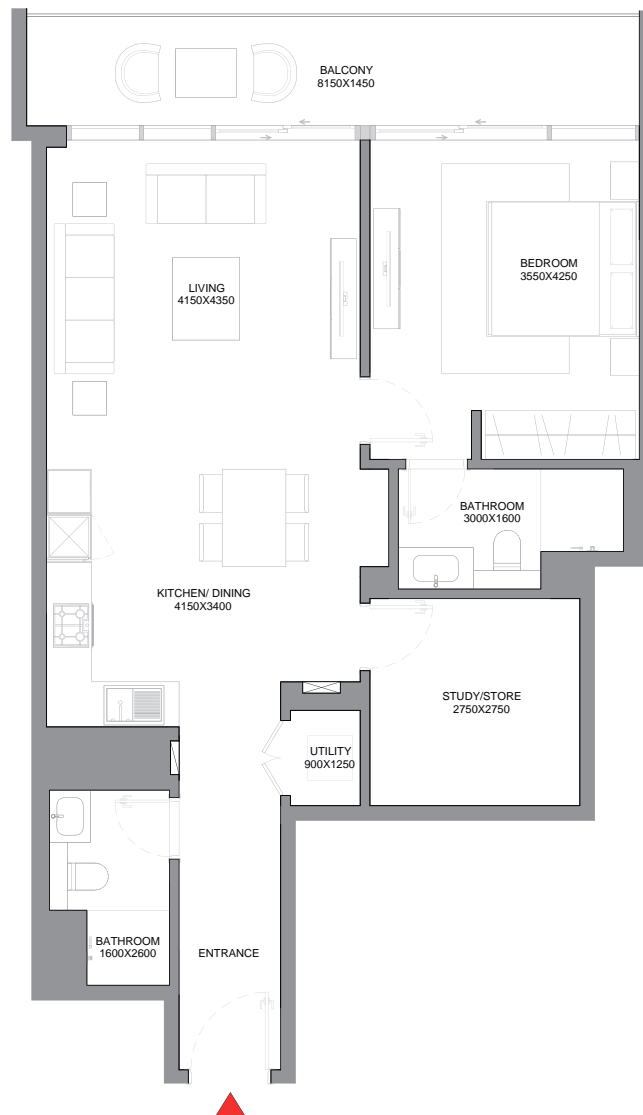 BALCONY
8150X1450
BEDROOM
3550X4250
LIVING
4150X4350
BATHROOM
3000X1600
KITCHEN/ DINING
4150X3400
STUDY/STORE
2750X2750
UTILITY
900X1250
BATHROOM
1600X2600
ENTRANCE